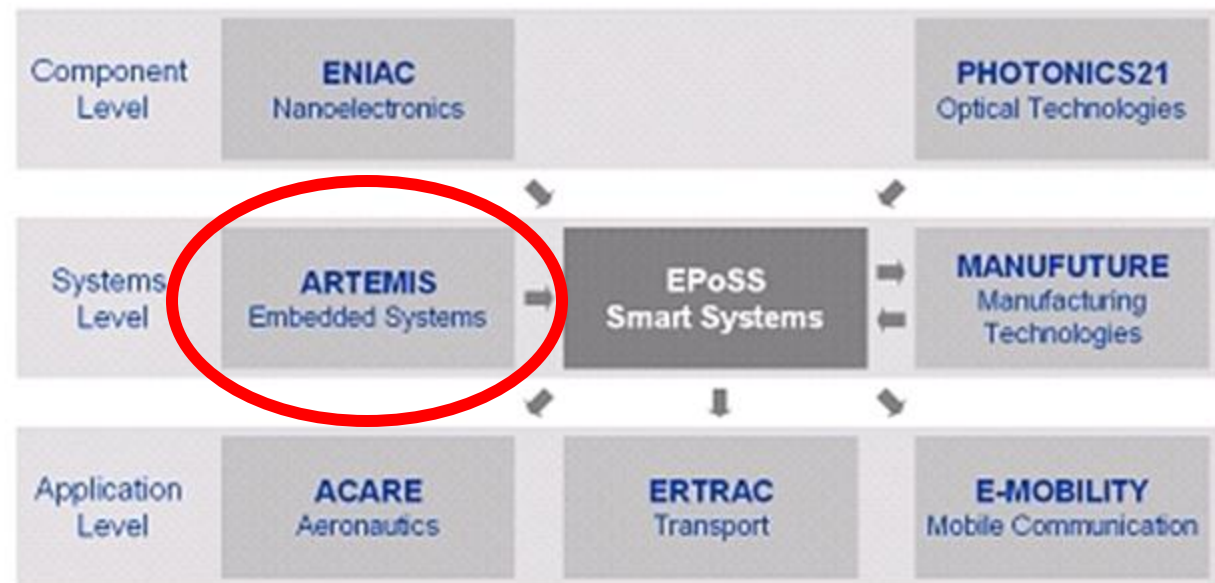 Component
Level
ENIAC
Nanoelectronics
PHOTONICS21
Optical Technologies
Systems
Level
ARTEMIS
Embedded Systems
EPoSS
Smart Systems
MANUFUTURE
Manufacturing
Technologies
Application
Level
ACARE
Aeronautics
ERTRAC
Transport
E-MOBILITY
Mobile Communication